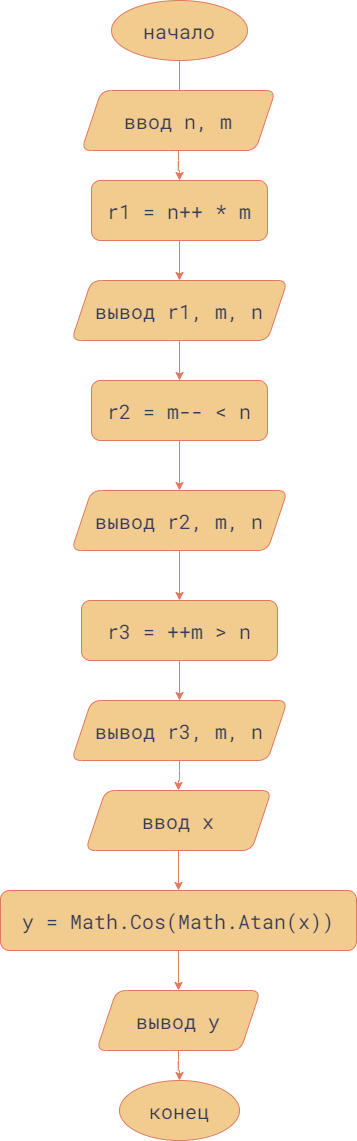 начало
ввод n, m
r1 = n++ * m
вывод r1, m, n
r2 = m-- < n
вывод r2, m, n
r3 = ++m > n
вывод r3, m, n
ввод x
y = Math.Cos(Math.Atan(x))
вывод y
конец